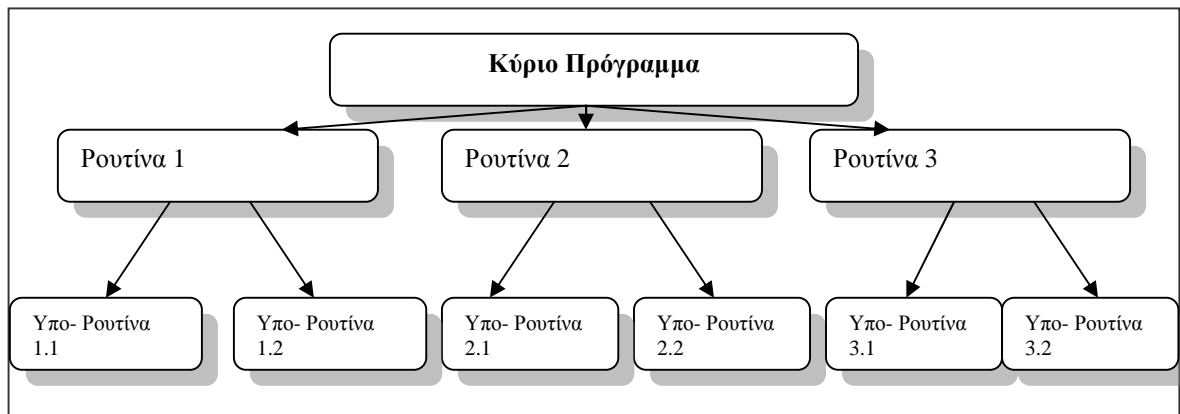 Κύριο Πρόγραμμα
Ρουτίνα 1
Ρουτίνα 2
Ρουτίνα 3
Υπο- Ρουτίνα
1.1
Υπο- Ρουτίνα
1.2
Υπο- Ρουτίνα
2.1
Υπο- Ρουτίνα
2.2
Υπο- Ρουτίνα
3.1
Υπο- Ρουτίνα
3.2